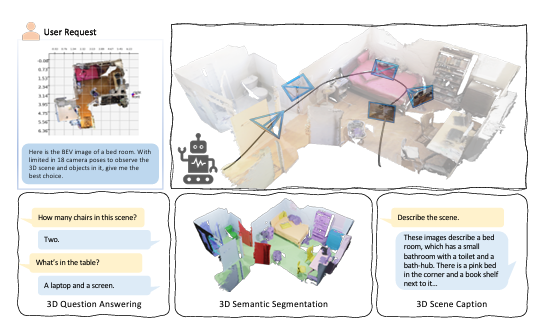 User Request
Here is the BEV image of a bed room. With
limited in 18 camera poses to observe the
3D scene and objects in it, give me the
best choice.
How many chairs in this scene?
Two.
What's in the table?
A laptop and a screen.
3D Question Answering
3D Semantic Segmentation
Describe the scene.
These images describe a bed
room, which has a small
bathroom with a toilet and a
bath-hub. There is a pink bed
in the corner and a book shelf
next to it...
3D Scene Caption